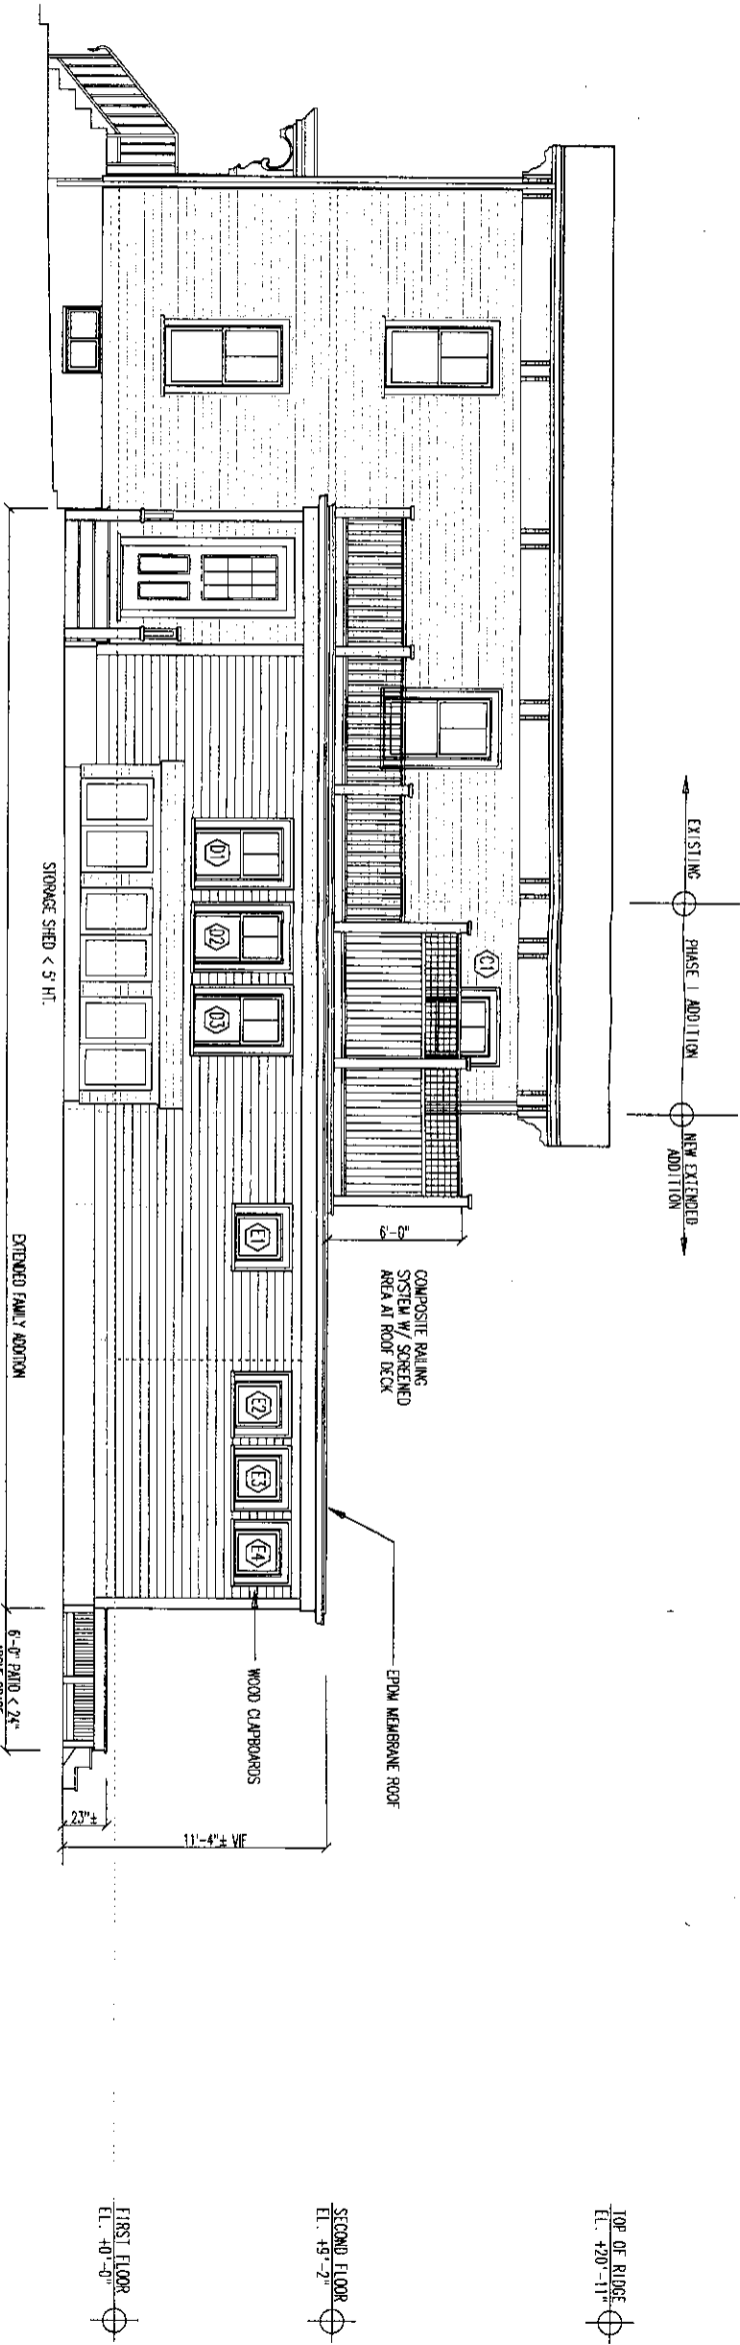 EXISTING
PHASE I ADDITION
NEW EXTENDED
ADDITION
TOP OF RIDGE
EL. +20'-11"
C1
6'-0"
COMPOSITE RAILING
SYSTEM W/ SCREENED
AREA AT ROOF DECK
EPDM MEMBRANE ROOF
SECOND FLOOR
EL. +9'-2"
D1
D2
D3
E1
E2
E3
E4
WOOD CLAPBOARDS
11'-4"± VIF
23"±
FIRST FLOOR
EL. +0'-0"
STORAGE SHED < 5' HT.
EXTENDED FAMILY ADDITION
6'-0" PATIO < 24"